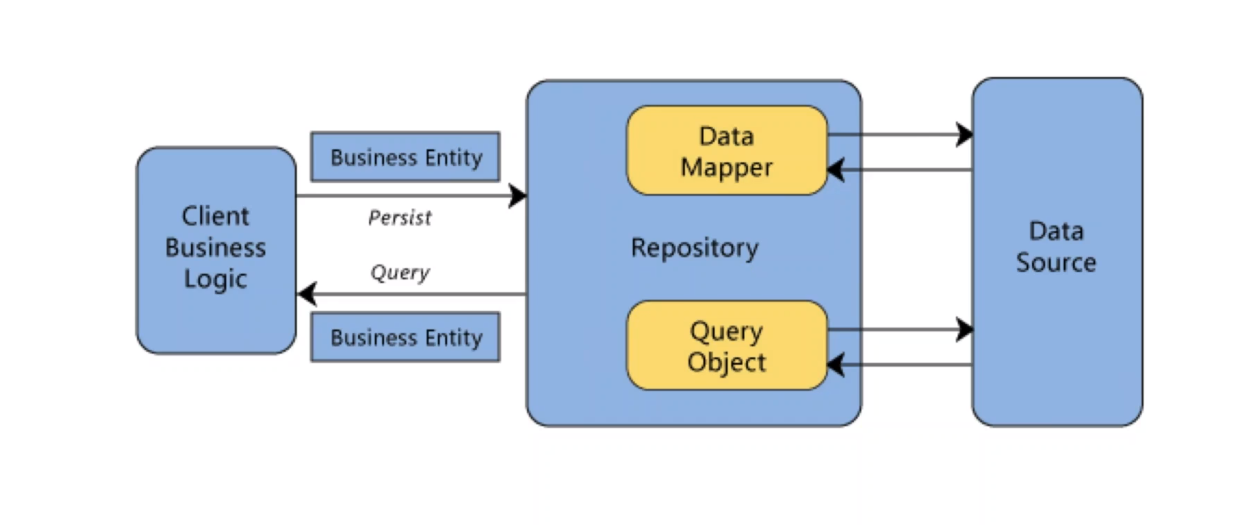 Client
Business
Logic
Business Entity
Persist
Query
Business Entity
Data
Mapper
Repository
Query
Object
Data
Source